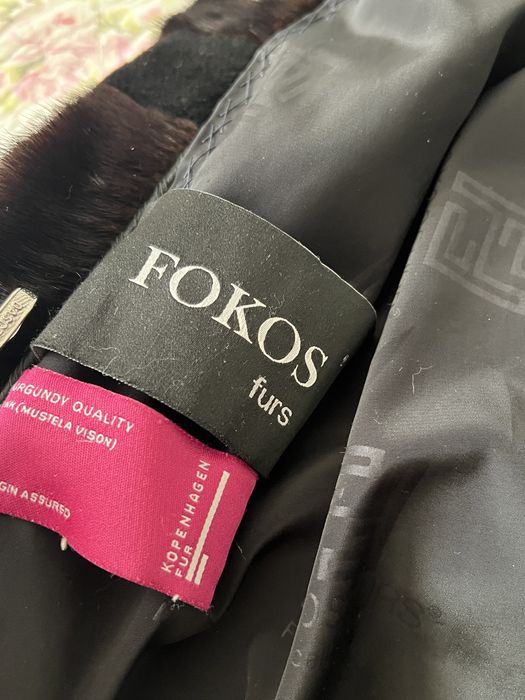 FOKOS
furs
URGUNDY QUALITY
(MUSTELA VISON)
GIN ASSURED
KOPENHAGEN
FUR